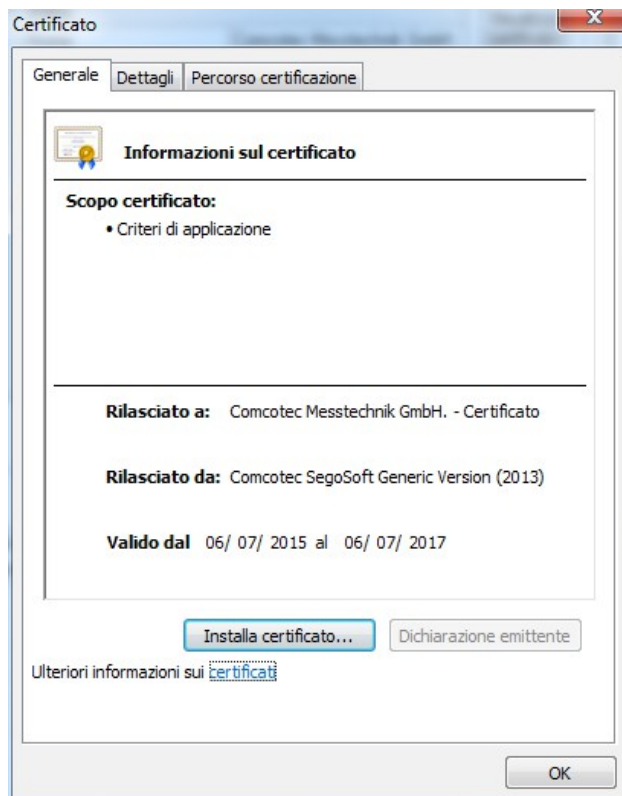 Certificato
Generale
Dettagli
Percorso certificazione
Informazioni sul certificato
Scopo certificato:
• Criteri di applicazione
Rilasciato a: Comcotec Messtechnik GmbH. - Certificato
Rilasciato da: Comcotec SegoSoft Generic Version (2013)
Valido dal 06/ 07/ 2015 al 06/ 07/ 2017
Installa certificato...
Dichiarazione emittente
Ulteriori informazioni sui certificati
OK